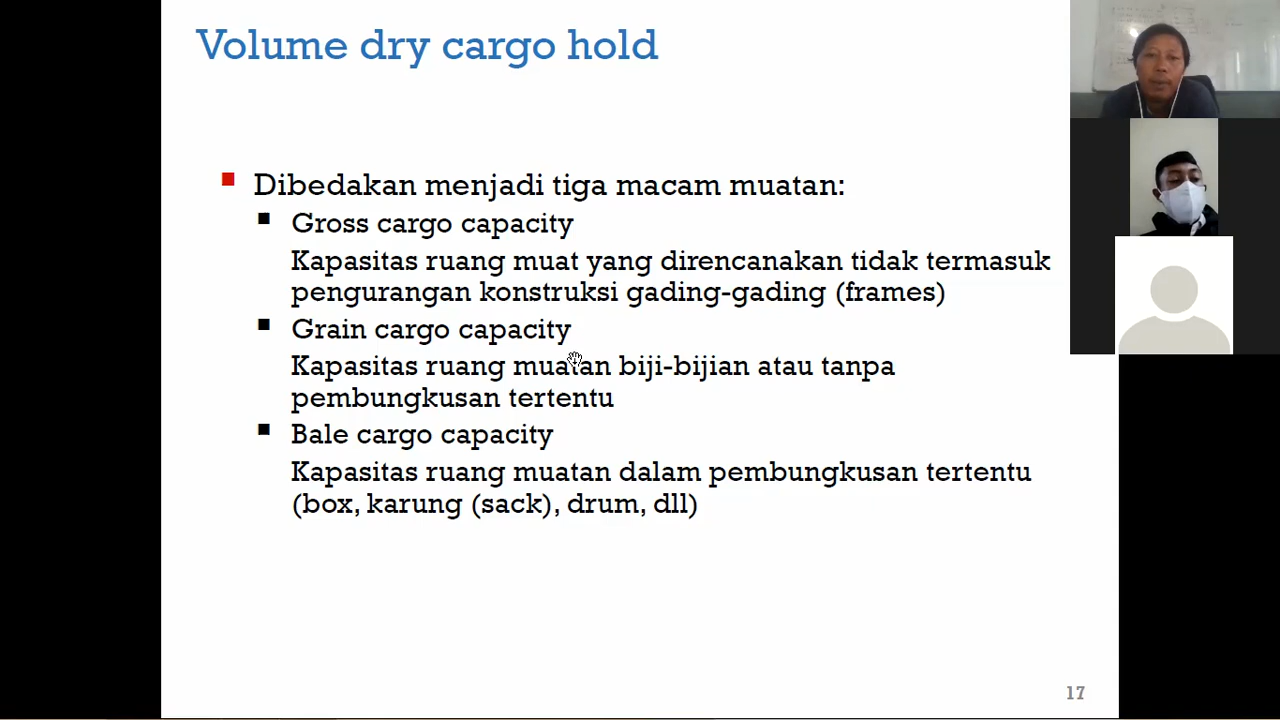 Volume dry cargo hold
Dibedakan menjadi tiga macam muatan:
Gross cargo capacity
Kapasitas ruang muat yang direncanakan tidak termasuk
pengurangan konstruksi gading-gading (frames)
Grain cargo capacity
Kapasitas ruang muatan biji-bijian atau tanpa
pembungkusan tertentu
Bale cargo capacity
Kapasitas ruang muatan dalam pembungkusan tertentu
(box, karung (sack), drum, dll)
17